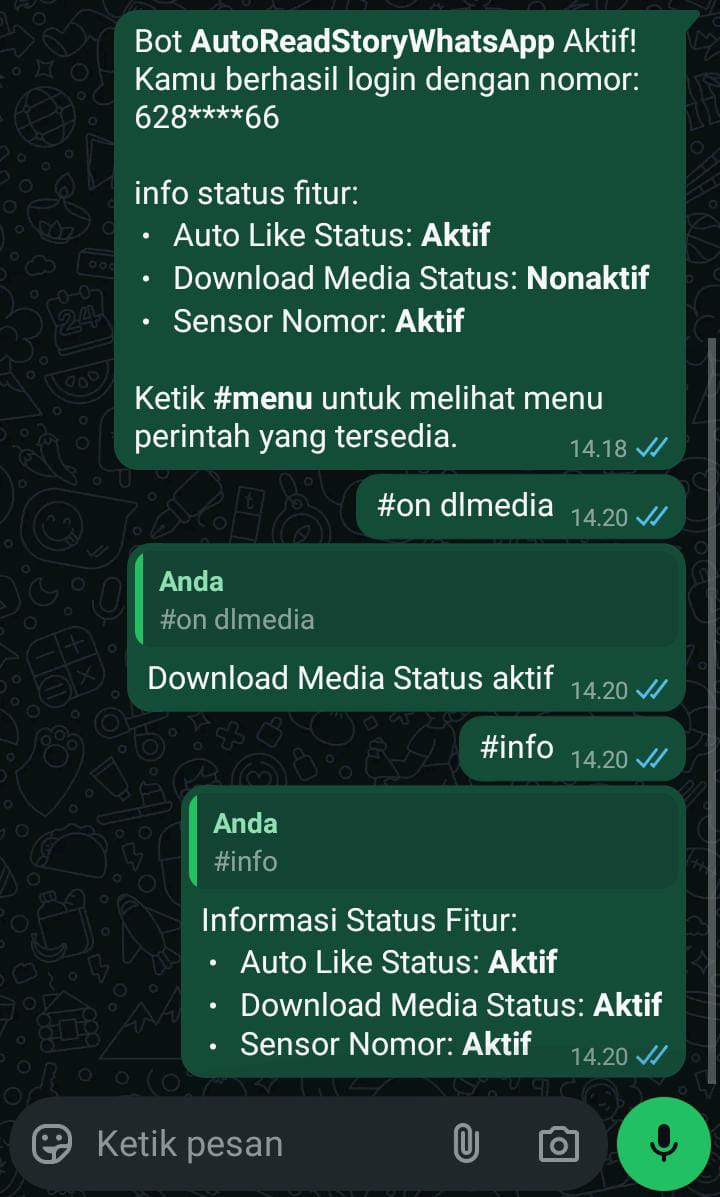 Bot AutoReadStoryWhatsApp Aktif!
Kamu berhasil login dengan nomor:
628****66
info status fitur:
• Auto Like Status: Aktif
• Download Media Status: Nonaktif
• Sensor Nomor: Aktif
Ketik #menu untuk melihat menu
perintah yang tersedia.
14.18
#on dlmedia 14.20
Anda
#on dlmedia
Download Media Status aktif 14.20
#info 14.20
Anda
#info
Informasi Status Fitur:
• Auto Like Status: Aktif
• Download Media Status: Aktif
• Sensor Nomor: Aktif 14.20
Ketik pesan